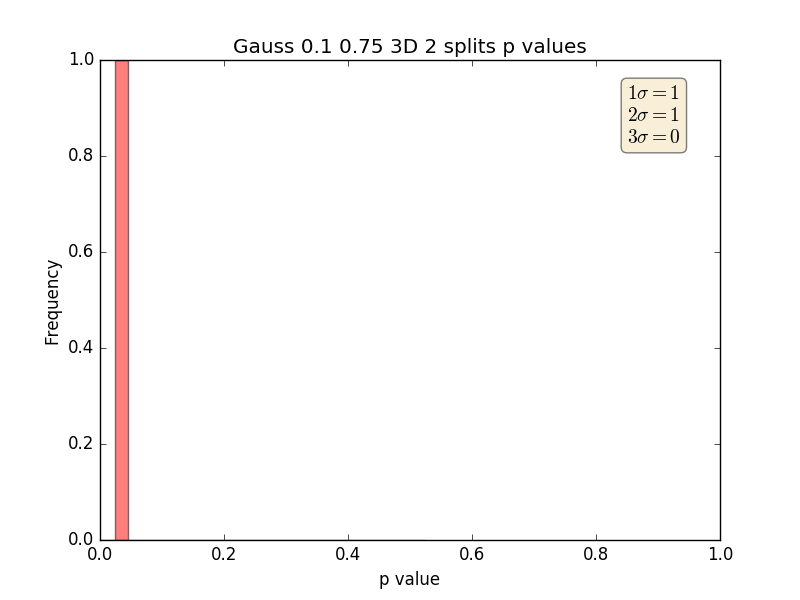 Gauss 0.1 0.75 3D 2 splits p values
1.0
0.8
0.6
0.4
0.2
0.0
Frequency
1σ = 1
2σ = 1
3σ = 0
0.0 0.2 0.4 0.6 0.8 1.0
p value